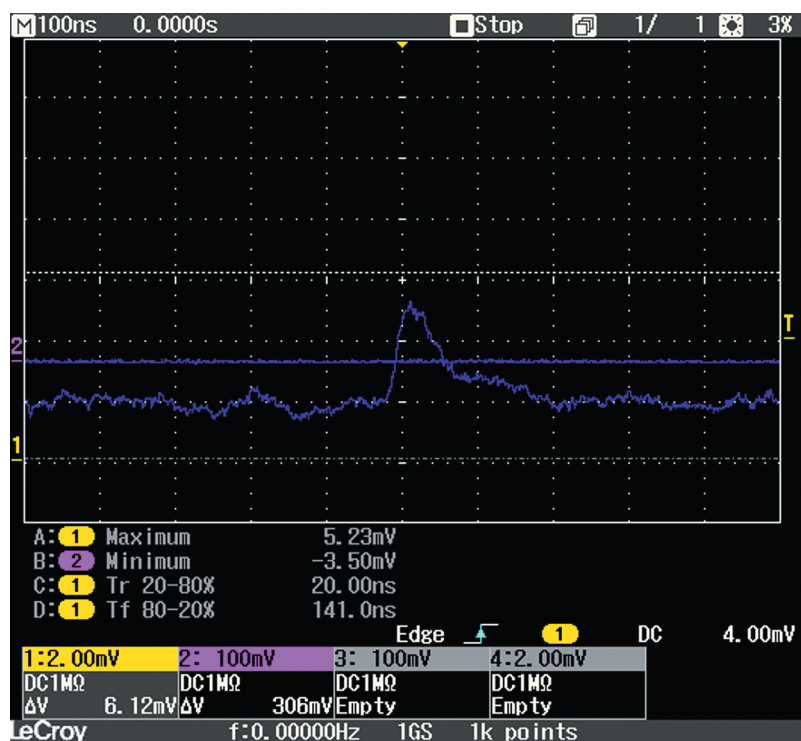 M 100ns 0.0000s Stop 1/ 1 3%
T
2
1
A: 1 Maximum 5.23mV
B: 2 Minimum -3.50mV
C: 1 Tr 20-80% 20.00ns
D: 1 Tf 80-20% 141.0ns
Edge 1 DC 4.00mV
1:2.00mV 2: 100mV 3: 100mV 4:2.00mV
DC1MΩ DC1MΩ DC1MΩ DC1MΩ
ΔV 6.12mV ΔV 306mV Empty Empty
LeCroy f:0.00000Hz 1GS 1k points